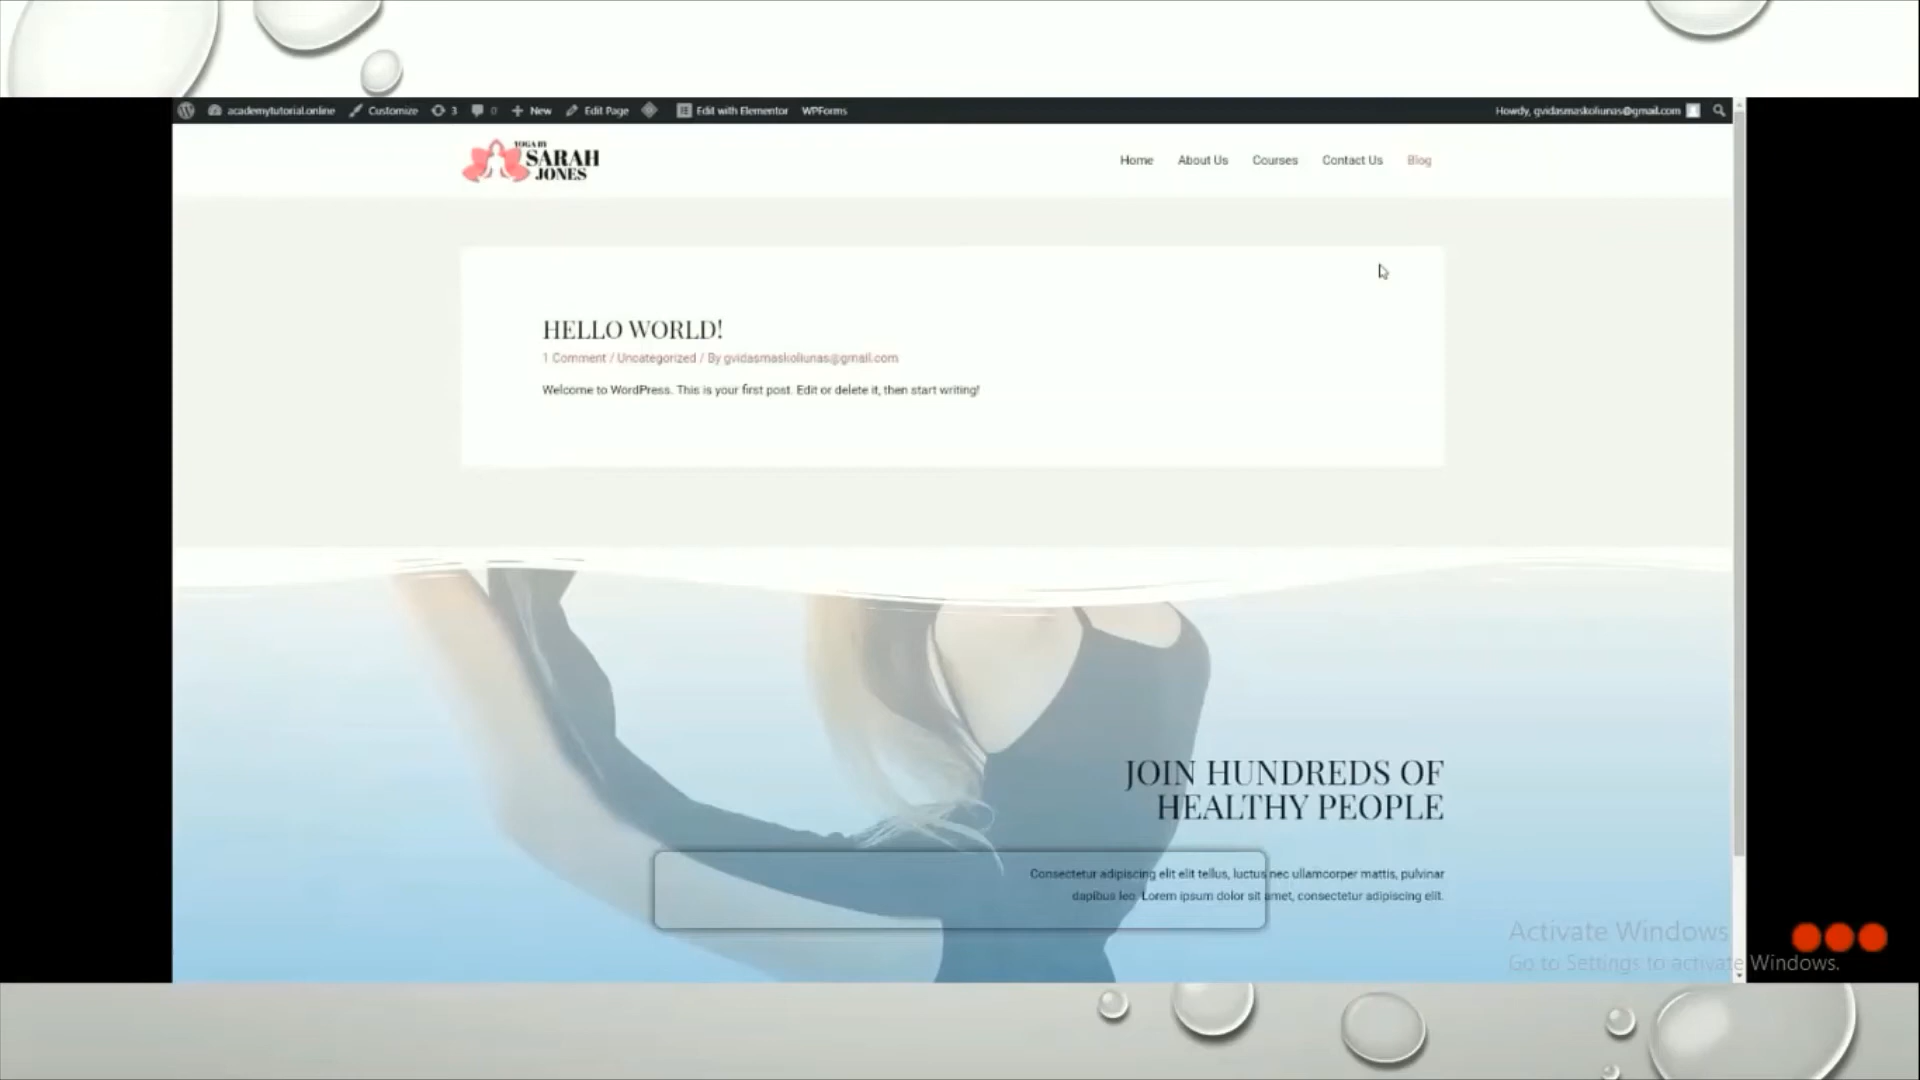 academytutorial.online Customize 3 0 New Edit Page Edit with Elementor WPForms Howdy, gvidasmaskoliunas@gmail.com
YOGA BY
SARAH
JONES
Home About Us Courses Contact Us Blog
HELLO WORLD!
1 Comment / Uncategorized / By gvidasmaskoliunas@gmail.com
Welcome to WordPress. This is your first post. Edit or delete it, then start writing!
JOIN HUNDREDS OF
HEALTHY PEOPLE
Consectetur adipiscing elit elit tellus, luctus nec ullamcorper mattis, pulvinar
dapibus leo. Lorem ipsum dolor sit amet, consectetur adipiscing elit.
Activate Windows
Go to Settings to activate Windows.